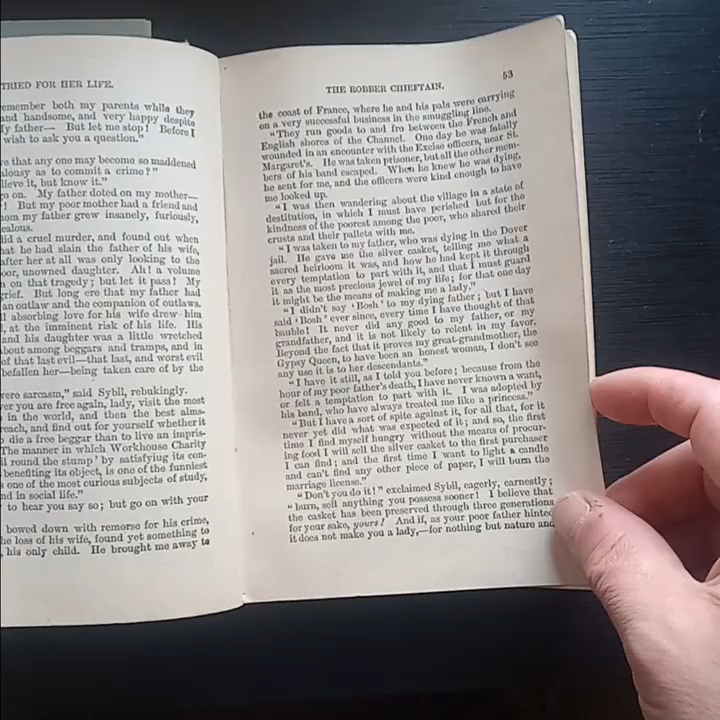 TRIED FOR HER LIFE.
emember both my parents while they
and handsome, and very happy despite
y father— But let me stop! Before I
wish to ask you a question."
e that any one may become so maddened
alousy as to commit a crime?"
lieve it, but know it."
o on. My father doted on my mother—
! But my poor mother had a friend and
om my father grew insanely, furiously,
ealous.
did a cruel murder, and found out when
hat he had slain the father of his wife,
after her at all was only looking to the
oor, unowned daughter. Ah! a volume
on that tragedy; but let it pass! My
grief. But long ere that my father had
an outlaw and the companion of outlaws.
l absorbing love for his wife drew him
, at the imminent risk of his life. His
and his daughter was a little wretched
about among beggars and tramps, and in
of that last evil—that last, and worst evil
befallen her—being taken care of by the
vere sarcasm," said Sybil, rebukingly.
er you are free again, lady, visit the most
in the world, and then the best alms-
reach, and find out for yourself whether it
o die a free beggar than to live an impris-
The manner in which Workhouse Charity
ll round the stump' by satisfying its con-
benefiting its object, is one of the funniest
s one of the most curious subjects of study,
nd in social life."
to hear you say so; but go on with your
bowed down with remorse for his crime,
he loss of his wife, found yet something to
, his only child. He brought me away to
THE ROBBER CHIEFTAIN. 53
the coast of France, where he and his pals were carrying
on a very successful business in the smuggling line.
"They run goods to and fro between the French and
English shores of the Channel. One day he was fatally
wounded in an encounter with the Excise officers, near St.
Margaret's. He was taken prisoner, but all the other mem-
bers of his band escaped. When he knew he was dying,
he sent for me, and the officers were kind enough to have
me looked up.
"I was then wandering about the village in a state of
destitution, in which I must have perished but for the
kindness of the poorest among the poor, who shared their
crusts and their pallets with me.
"I was taken to my father, who was dying in the Dover
jail. He gave me the silver casket, telling me what a
sacred heirloom it was, and how he had kept it through
every temptation to part with it, and that I must guard
it as the most precious jewel of my life; for that one day
it might be the means of making me a lady."
"I didn't say 'Bosh' to my dying father; but I have
said 'Bosh' ever since, every time I have thought of that
bauble! It never did any good to my father, or my
grandfather, and it is not likely to relent in my favor.
Beyond the fact that it proves my great-grandmother, the
Gypsy Queen, to have been an honest woman, I don't see
any use it is to her descendants."
"I have it still, as I told you before; because from the
hour of my poor father's death, I have never known a want,
or felt a temptation to part with it. I was adopted by
his band, who have always treated me like a princess."
"But I have a sort of spite against it, for all that, for it
never yet did what was expected of it; and so, the first
time I find myself hungry without the means of procur-
ing food I will sell the silver casket to the first purchaser
I can find; and the first time I want to light a candle
and can't find any other piece of paper, I will burn the
marriage license."
"Don't you do it!" exclaimed Sybil, eagerly, earnestly;
"burn, sell anything you possess sooner! I believe that
the casket has been preserved through three generations
for your sake, yours! And if, as your poor father hinted
it does not make you a lady,—for nothing but nature and